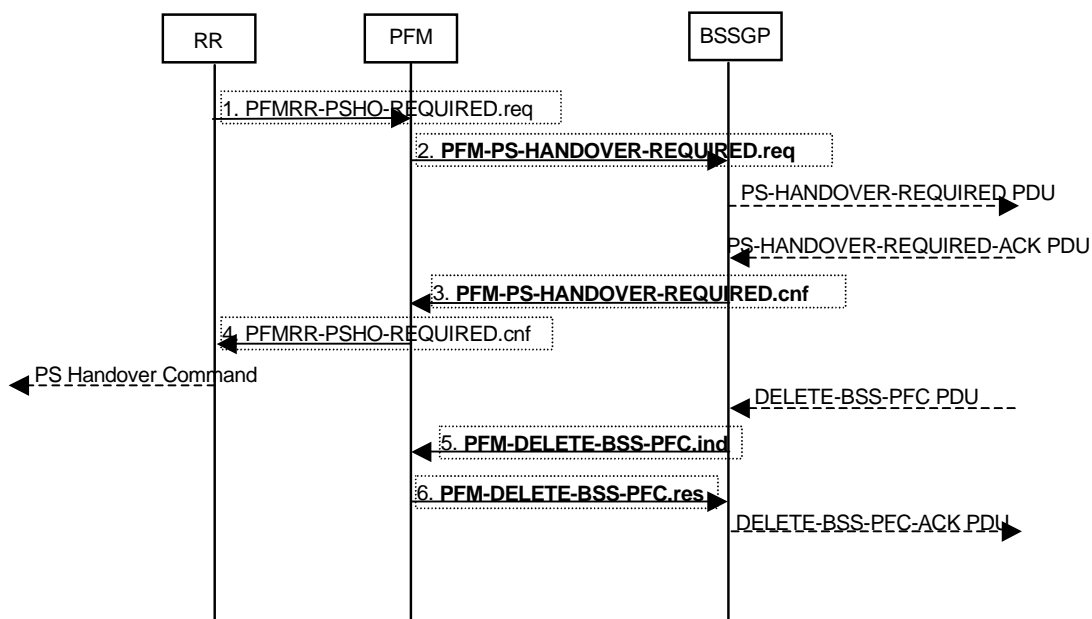 RR
PFM
BSSGP
1. PFMRR-PSHO-REQUIRED.req
2. PFM-PS-HANDOVER-REQUIRED.req
PS-HANDOVER-REQUIRED PDU
PS-HANDOVER-REQUIRED-ACK PDU
3. PFM-PS-HANDOVER-REQUIRED.cnf
4. PFMRR-PSHO-REQUIRED.cnf
PS Handover Command
DELETE-BSS-PFC PDU
5. PFM-DELETE-BSS-PFC.ind
6. PFM-DELETE-BSS-PFC.res
DELETE-BSS-PFC-ACK PDU